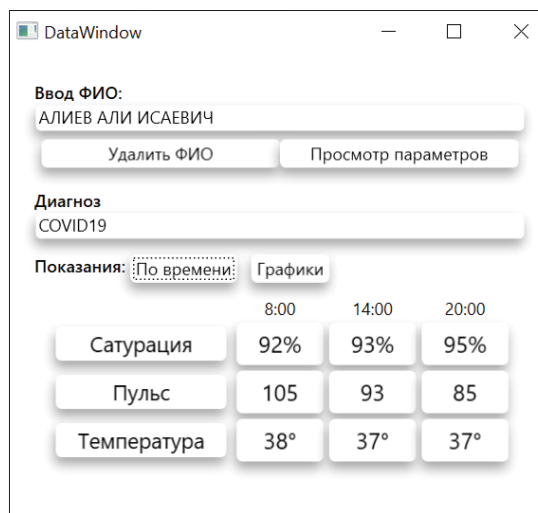 DataWindow
Ввод ФИО:
АЛИЕВ АЛИ ИСАЕВИЧ
Удалить ФИО Просмотр параметров
Диагноз
COVID19
Показания: По времени Графики
8:00 14:00 20:00
Сатурация 92% 93% 95%
Пульс 105 93 85
Температура 38° 37° 37°